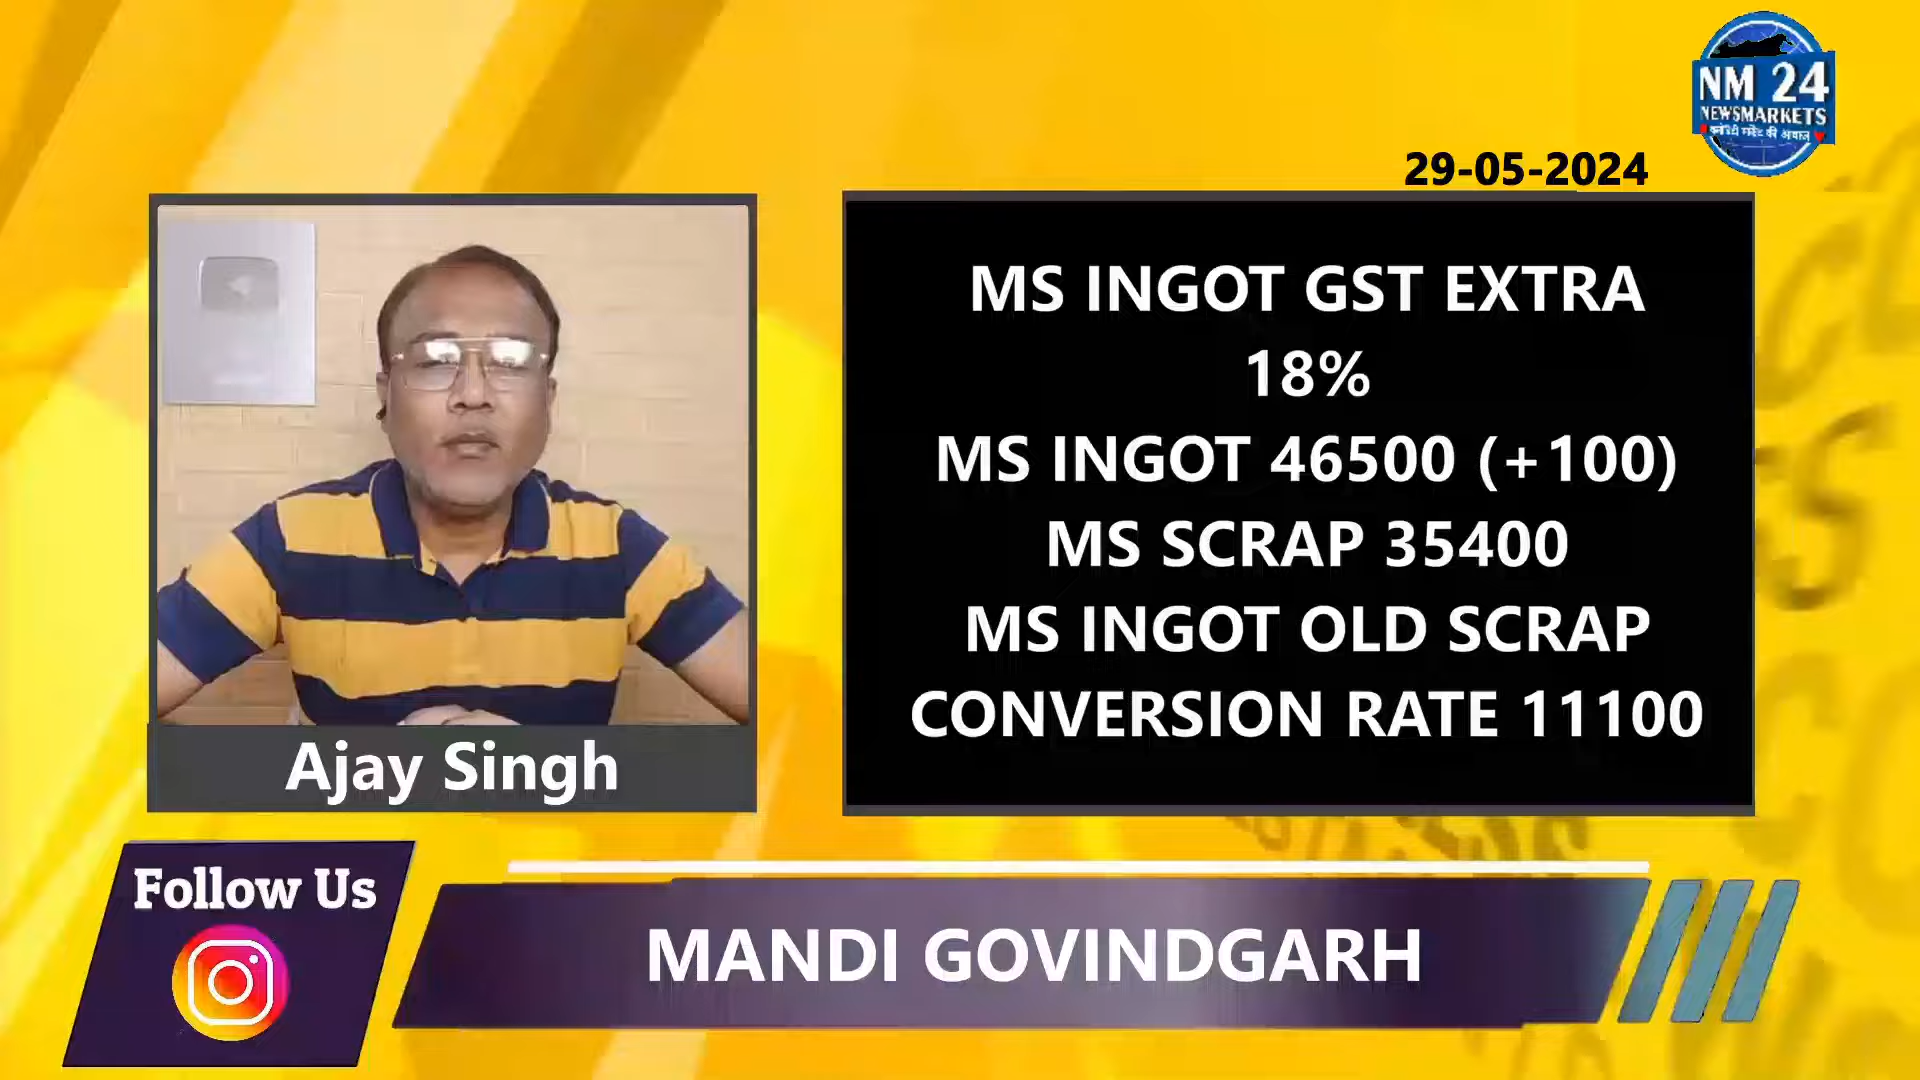 NM 24
NEWSMARKETS
29-05-2024
MS INGOT GST EXTRA
18%
MS INGOT 46500 (+100)
MS SCRAP 35400
MS INGOT OLD SCRAP
CONVERSION RATE 11100
Ajay Singh
Follow Us
MANDI GOVINDGARH